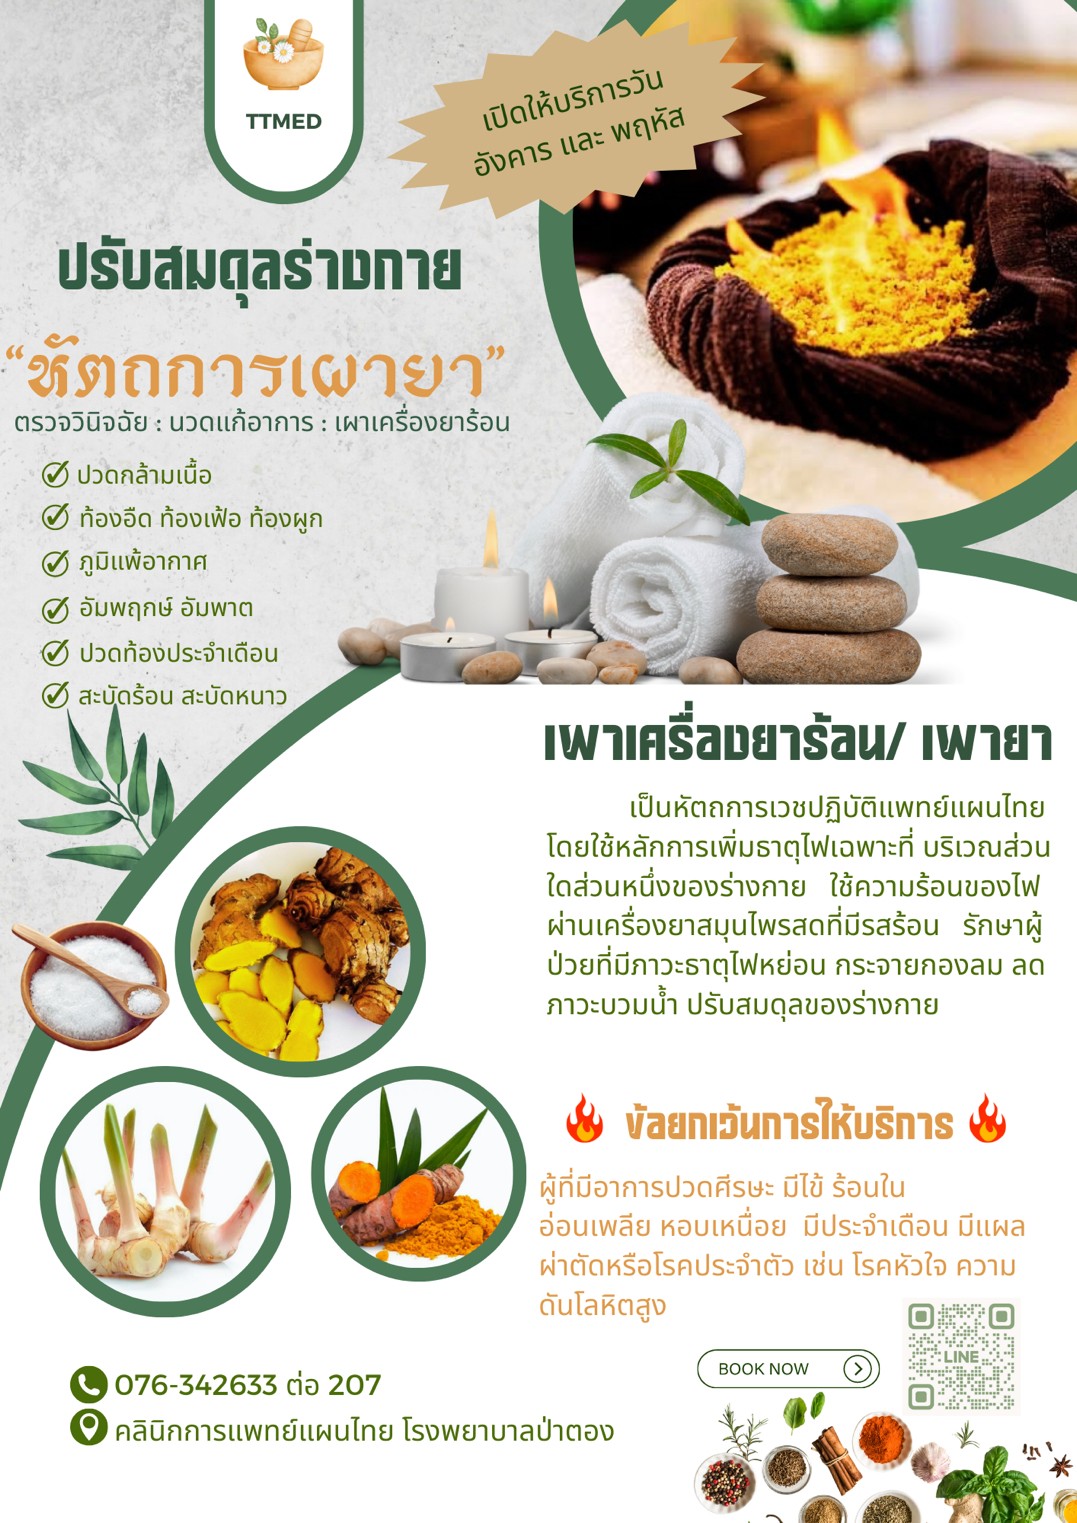 TTMED
เปิดให้บริการวัน
อังคาร และ พฤหัส
ปรับสมดุลร่างกาย
“หัตถการเผายา”
ตรวจวินิจฉัย : นวดแก้อาการ : เผาเครื่องยาร้อน
ปวดกล้ามเนื้อ
ท้องอืด ท้องเฟ้อ ท้องผูก
ภูมิแพ้อากาศ
อัมพฤกษ์ อัมพาต
ปวดท้องประจำเดือน
สะบัดร้อน สะบัดหนาว
เผาเครื่องยาร้อน/ เผายา
เป็นหัตถการเวชปฏิบัติแพทย์แผนไทย
โดยใช้หลักการเพิ่มธาตุไฟเฉพาะที่ บริเวณส่วน
ใดส่วนหนึ่งของร่างกาย ใช้ความร้อนของไฟ
ผ่านเครื่องยาสมุนไพรสดที่มีรสร้อน รักษาผู้
ป่วยที่มีภาวะธาตุไฟหย่อน กระจายกองลม ลด
ภาวะบวมน้ำ ปรับสมดุลของร่างกาย
ข้อยกเว้นการให้บริการ
ผู้ที่มีอาการปวดศีรษะ มีไข้ ร้อนใน
อ่อนเพลีย หอบเหนื่อย มีประจำเดือน มีแผล
ผ่าตัดหรือโรคประจำตัว เช่น โรคหัวใจ ความ
ดันโลหิตสูง
LINE
BOOK NOW
076-342633 ต่อ 207
คลินิกการแพทย์แผนไทย โรงพยาบาลป่าตอง